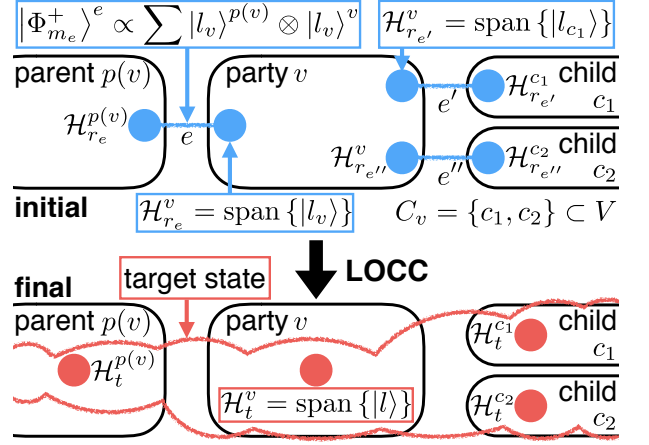 |Φ⁺_{m_e}⟩^e ∝ ∑ |l_v⟩^{p(v)} ⊗ |l_v⟩^v
ℋ^v_{r_{e'}} = span {|l_{c_1}⟩}
parent p(v)
party v
child
c_1
ℋ^{p(v)}_{r_e}
e
e'
ℋ^{c_1}_{r_{e'}}
ℋ^v_{r_{e''}}
e''
ℋ^{c_2}_{r_{e''}}
child
c_2
initial
ℋ^v_{r_e} = span {|l_v⟩}
C_v = {c_1, c_2} ⊂ V
LOCC
final
target state
parent p(v)
party v
child
c_1
ℋ^{p(v)}_t
ℋ^{c_1}_t
ℋ^v_t = span {|l⟩}
ℋ^{c_2}_t
child
c_2